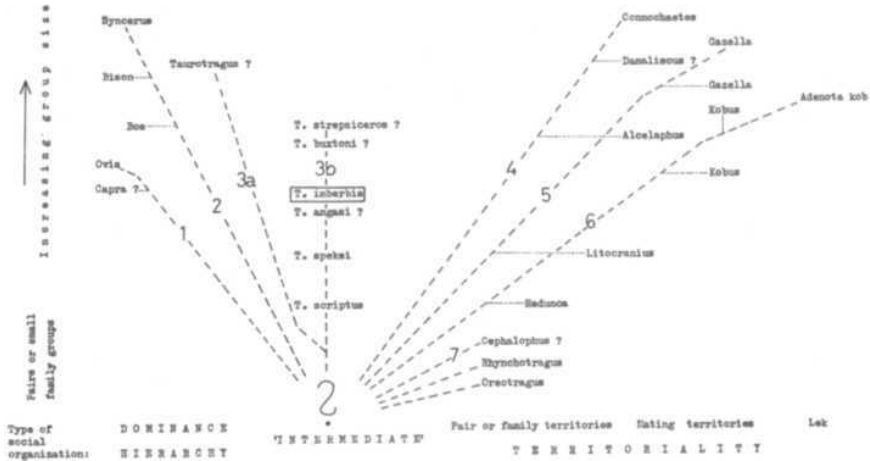 Increasing group size
Pairs or small
family groups
Syncerus
Bison
Bos
Ovis
Capra ?
Taurotragus ?
1
2
3a
T. strepsiceros ?
T. buxtoni ?
3b
T. imberbis
T. angasi ?
T. spekei
T. scriptus
?
4
5
6
7
Connochaetes
Damaliscus ?
Alcelaphus
Gazella
Gazella
Adenota kob
Kobus
Kobus
Litocranius
Redunca
Cephalophus ?
Rhynchotragus
Oreotragus
Type of
social
organization:
DOMINANCE
HIERARCHY
'INTERMEDIATE'
Pair or family territories
Mating territories
Lek
TERRITORIALITY